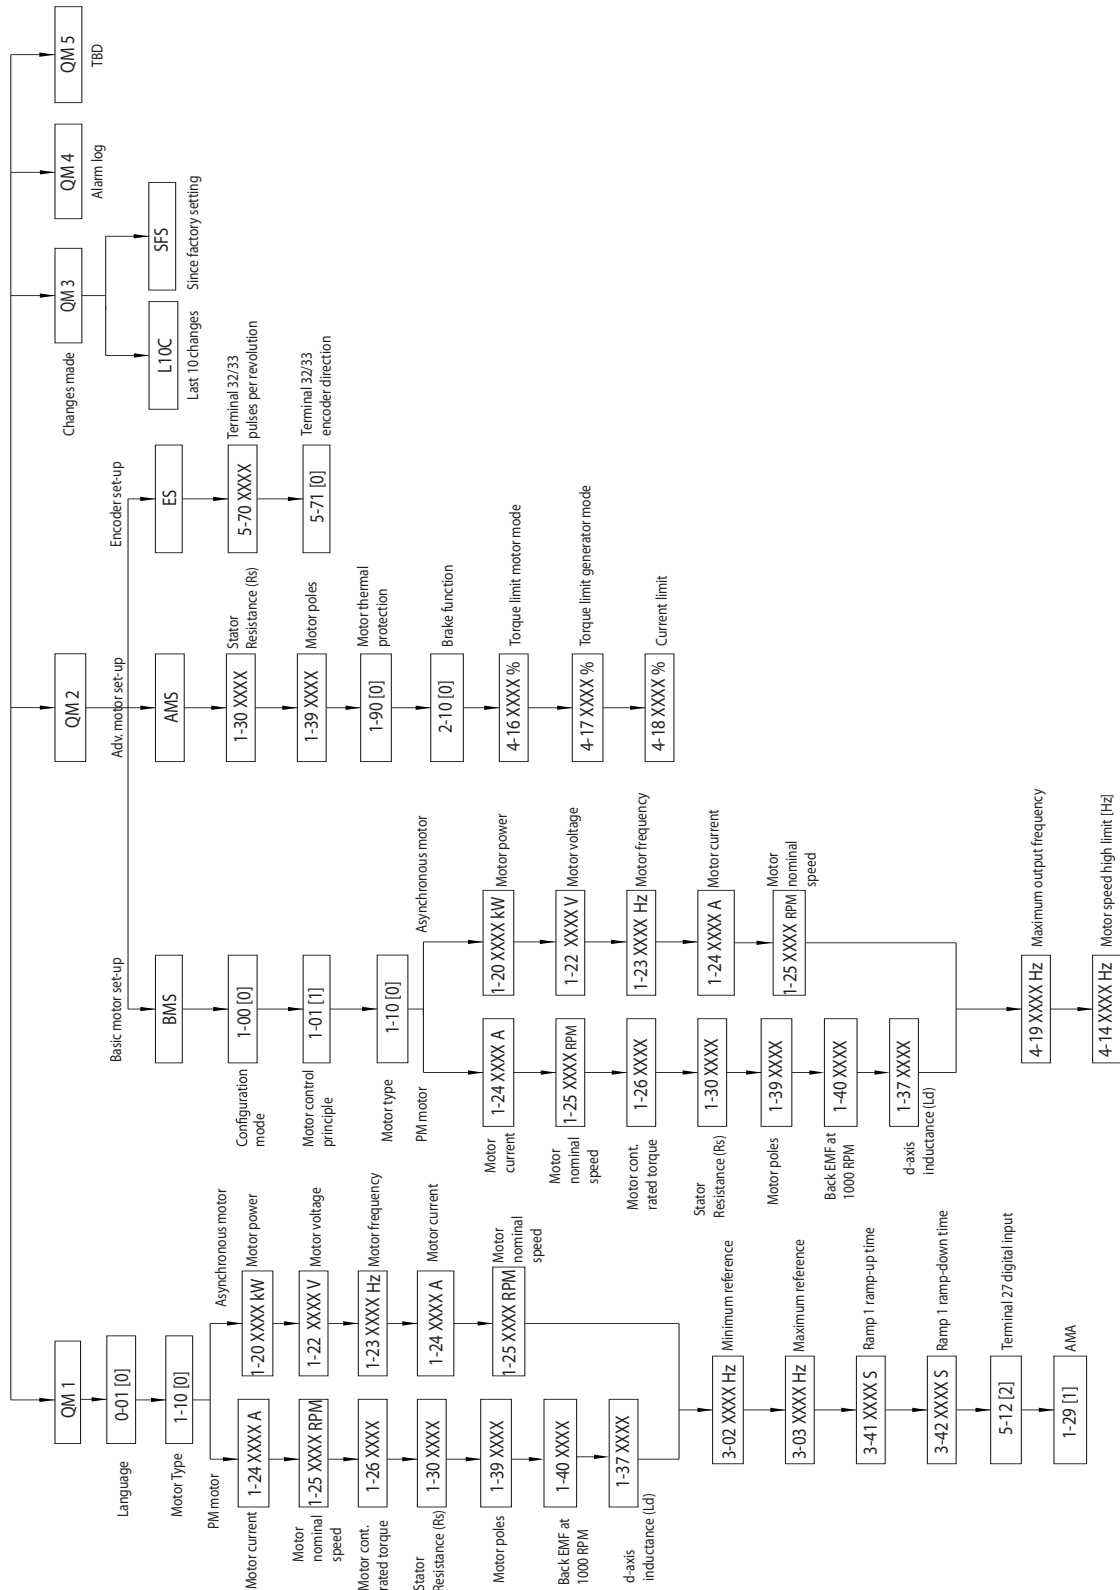 QM 1
Language
0-01 [0]
Motor Type
1-10 [0]
PM motor
Motor current
1-24 XXXX A
Motor
nominal
speed
1-25 XXXX RPM
Motor cont.
rated torque
1-26 XXXX
Stator
Resistance (Rs)
1-30 XXXX
Motor poles
1-39 XXXX
Back EMF at
1000 RPM
1-40 XXXX
d-axis
inductance (Ld)
1-37 XXXX
Asynchronous motor
1-20 XXXX kW
Motor power
1-22 XXXX V
Motor voltage
1-23 XXXX Hz
Motor frequency
1-24 XXXX A
Motor current
1-25 XXXX RPM
Motor
nominal
speed
3-02 XXXX Hz
Minimum reference
3-03 XXXX Hz
Maximum reference
3-41 XXXX S
Ramp 1 ramp-up time
3-42 XXXX S
Ramp 1 ramp-down time
5-12 [2]
Terminal 27 digital input
1-29 [1]
AMA
QM 2
Basic motor set-up
BMS
Configuration
mode
1-00 [0]
Motor control
principle
1-01 [1]
Motor type
1-10 [0]
PM motor
Motor
current
1-24 XXXX A
Motor
nominal
speed
1-25 XXXX RPM
Motor cont.
rated torque
1-26 XXXX
Stator
Resistance (Rs)
1-30 XXXX
Motor poles
1-39 XXXX
Back EMF at
1000 RPM
1-40 XXXX
d-axis
inductance (Ld)
1-37 XXXX
Asynchronous motor
1-20 XXXX kW
Motor power
1-22 XXXX V
Motor voltage
1-23 XXXX Hz
Motor frequency
1-24 XXXX A
Motor current
1-25 XXXX RPM
Motor
nominal
speed
4-19 XXXX Hz
Maximum output frequency
4-14 XXXX Hz
Motor speed high limit [Hz]
Adv. motor set-up
AMS
1-30 XXXX
Stator
Resistance (Rs)
1-39 XXXX
Motor poles
1-90 [0]
Motor thermal
protection
2-10 [0]
Brake function
4-16 XXXX %
Torque limit motor mode
4-17 XXXX %
Torque limit generator mode
4-18 XXXX %
Current limit
Encoder set-up
ES
5-70 XXXX
Terminal 32/33
pulses per revolution
5-71 [0]
Terminal 32/33
encoder direction
Changes made
QM 3
L10C
Last 10 changes
SFS
Since factory setting
QM 4
Alarm log
QM 5
TBD